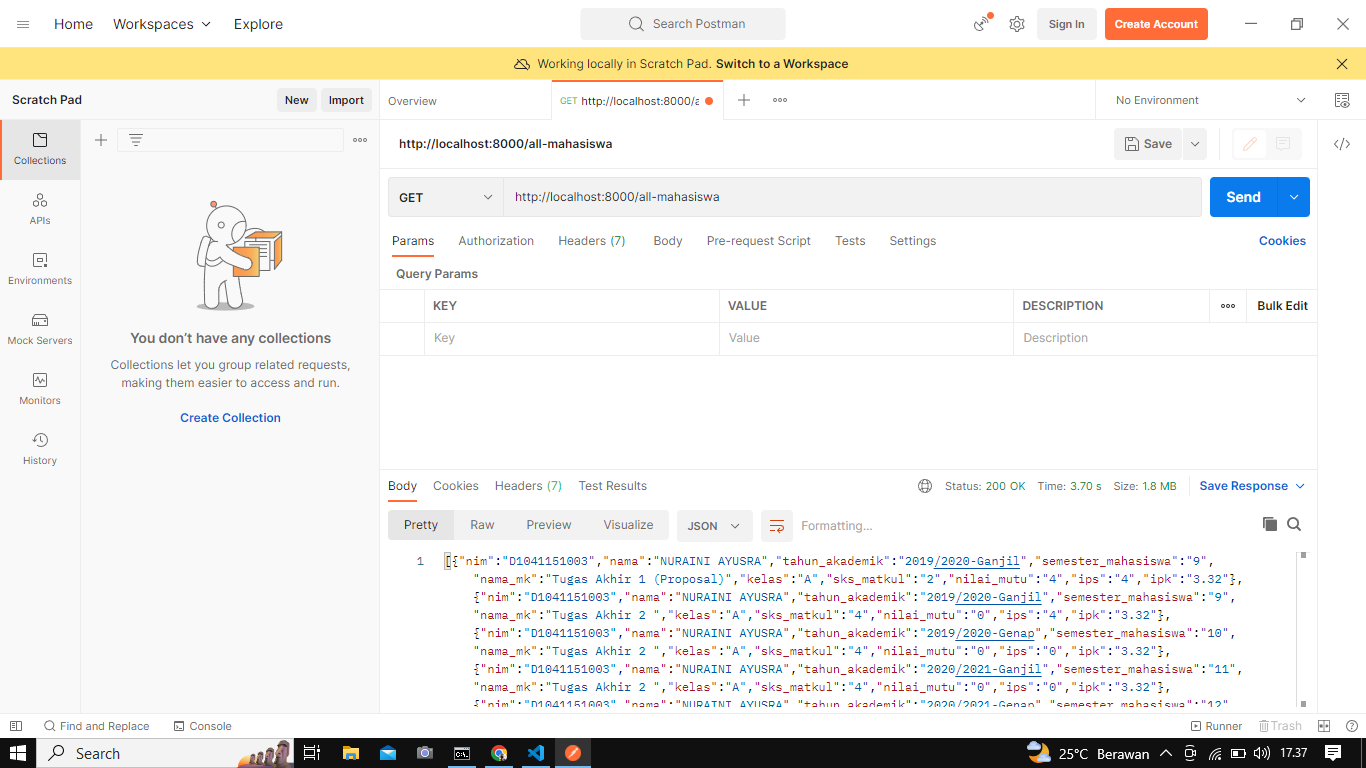 Home Workspaces Explore Search Postman Sign In Create Account
Working locally in Scratch Pad. Switch to a Workspace
Scratch Pad New Import Overview GET http://localhost:8000/a No Environment
Collections
APIs
Environments
Mock Servers
Monitors
History
You don't have any collections
Collections let you group related requests,
making them easier to access and run.
Create Collection
http://localhost:8000/all-mahasiswa Save
GET http://localhost:8000/all-mahasiswa Send
Params Authorization Headers (7) Body Pre-request Script Tests Settings Cookies
Query Params
KEY VALUE DESCRIPTION Bulk Edit
Key Value Description
Body Cookies Headers (7) Test Results Status: 200 OK Time: 3.70 s Size: 1.8 MB Save Response
Pretty Raw Preview Visualize JSON Formatting...
1 [{"nim":"D1041151003","nama":"NURAINI AYUSRA","tahun_akademik":"2019/2020-Ganjil","semester_mahasiswa":"9",
"nama_mk":"Tugas Akhir 1 (Proposal)","kelas":"A","sks_matkul":"2","nilai_mutu":"4","ips":"4","ipk":"3.32"},
{"nim":"D1041151003","nama":"NURAINI AYUSRA","tahun_akademik":"2019/2020-Ganjil","semester_mahasiswa":"9",
"nama_mk":"Tugas Akhir 2 ","kelas":"A","sks_matkul":"4","nilai_mutu":"0","ips":"4","ipk":"3.32"},
{"nim":"D1041151003","nama":"NURAINI AYUSRA","tahun_akademik":"2019/2020-Genap","semester_mahasiswa":"10",
"nama_mk":"Tugas Akhir 2 ","kelas":"A","sks_matkul":"4","nilai_mutu":"0","ips":"0","ipk":"3.32"},
{"nim":"D1041151003","nama":"NURAINI AYUSRA","tahun_akademik":"2020/2021-Ganjil","semester_mahasiswa":"11",
"nama_mk":"Tugas Akhir 2 ","kelas":"A","sks_matkul":"4","nilai_mutu":"0","ips":"0","ipk":"3.32"},
{"nim":"D1041151003","nama":"NURAINI AYUSRA","tahun_akademik":"2020/2021-Genap","semester_mahasiswa":"12",
Find and Replace Console Runner Trash
Search 25°C Berawan 17.37